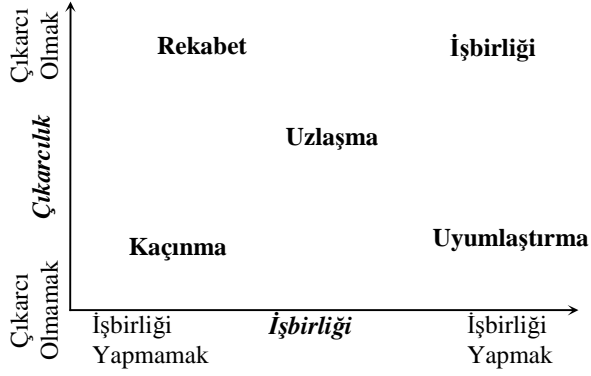 Çıkarcı
Olmak
Rekabet
İşbirliği
Uzlaşma
Çıkarcılık
Kaçınma
Uyumlaştırma
Çıkarcı
Olmamak
İşbirliği
Yapmamak
İşbirliği
İşbirliği
Yapmak